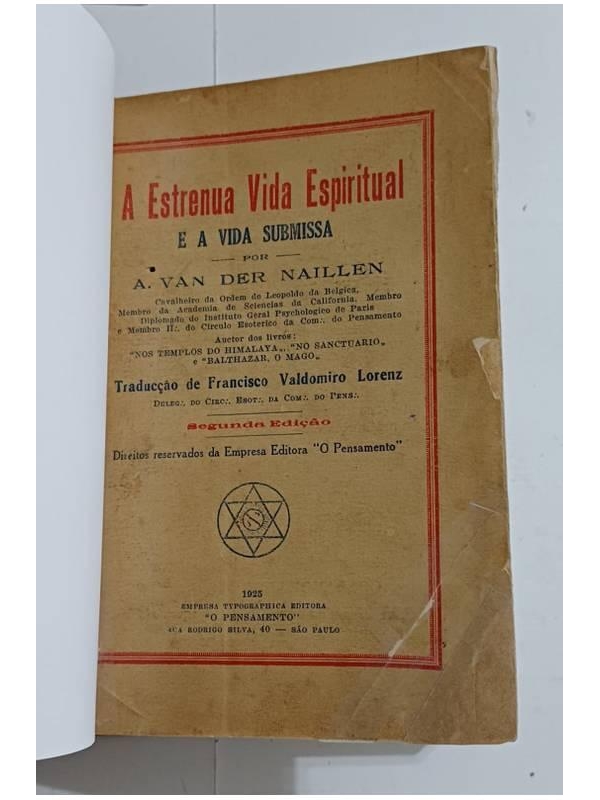 A Estrenua Vida Espiritual
E A VIDA SUBMISSA
POR
A. VAN DER NAILLEN
Cavalheiro da Ordem de Leopoldo da Belgica,
Membro da Academia de Sciencias da California, Membro
Diplomado do Instituto Geral Psychologico de Paris
e Membro II.·. do Circulo Esoterico da Com.·. do Pensamento
Auctor dos livros:
"NOS TEMPLOS DO HIMALAYA„, "NO SANCTUARIO„
e "BALTHAZAR, O MAGO„
Traducção de Francisco Valdomiro Lorenz
DELEG.·. DO CIRC.·. ESOT.·. DA COM.·. DO PENS.·.
Segunda Edição
Direitos reservados da Empresa Editora "O Pensamento"
1925
EMPRESA TYPOGRAPHICA EDITORA
"O PENSAMENTO"
RUA RODRIGO SILVA, 40 — SÃO PAULO